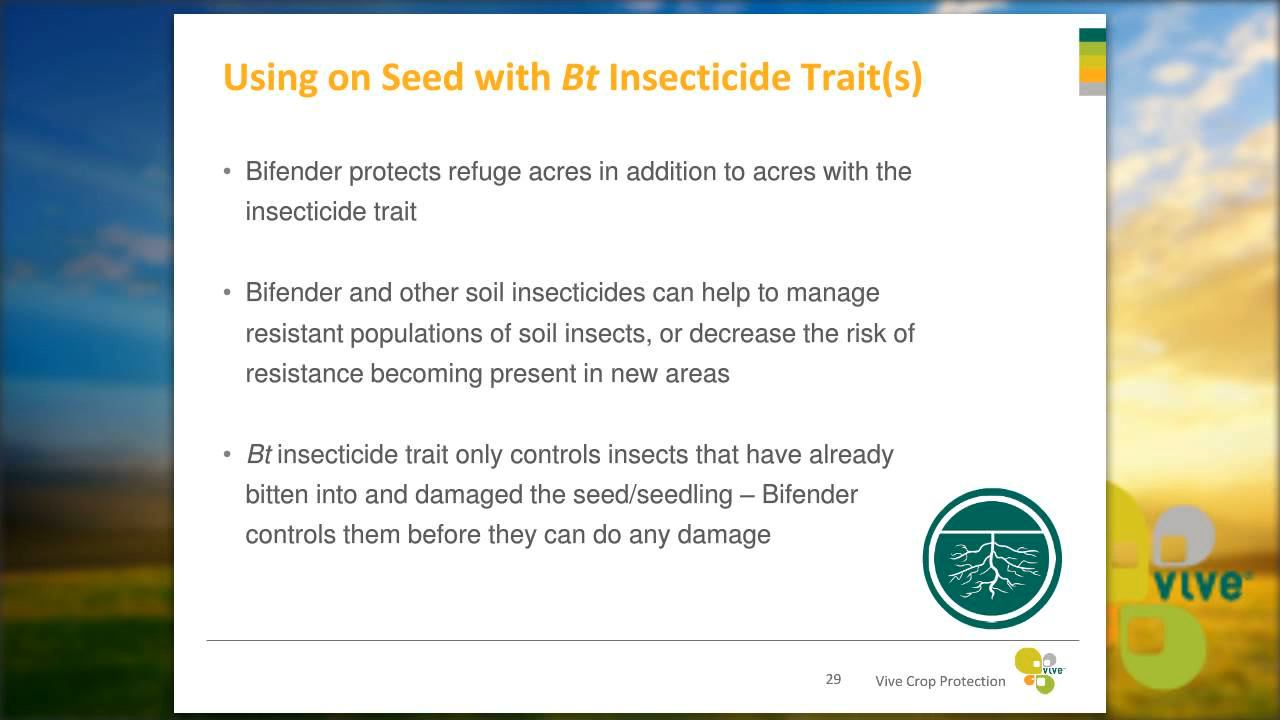 Using on Seed with Bt Insecticide Trait(s)
• Bifender protects refuge acres in addition to acres with the
insecticide trait
• Bifender and other soil insecticides can help to manage
resistant populations of soil insects, or decrease the risk of
resistance becoming present in new areas
• Bt insecticide trait only controls insects that have already
bitten into and damaged the seed/seedling – Bifender
controls them before they can do any damage
vive
29
Vive Crop Protection
vive